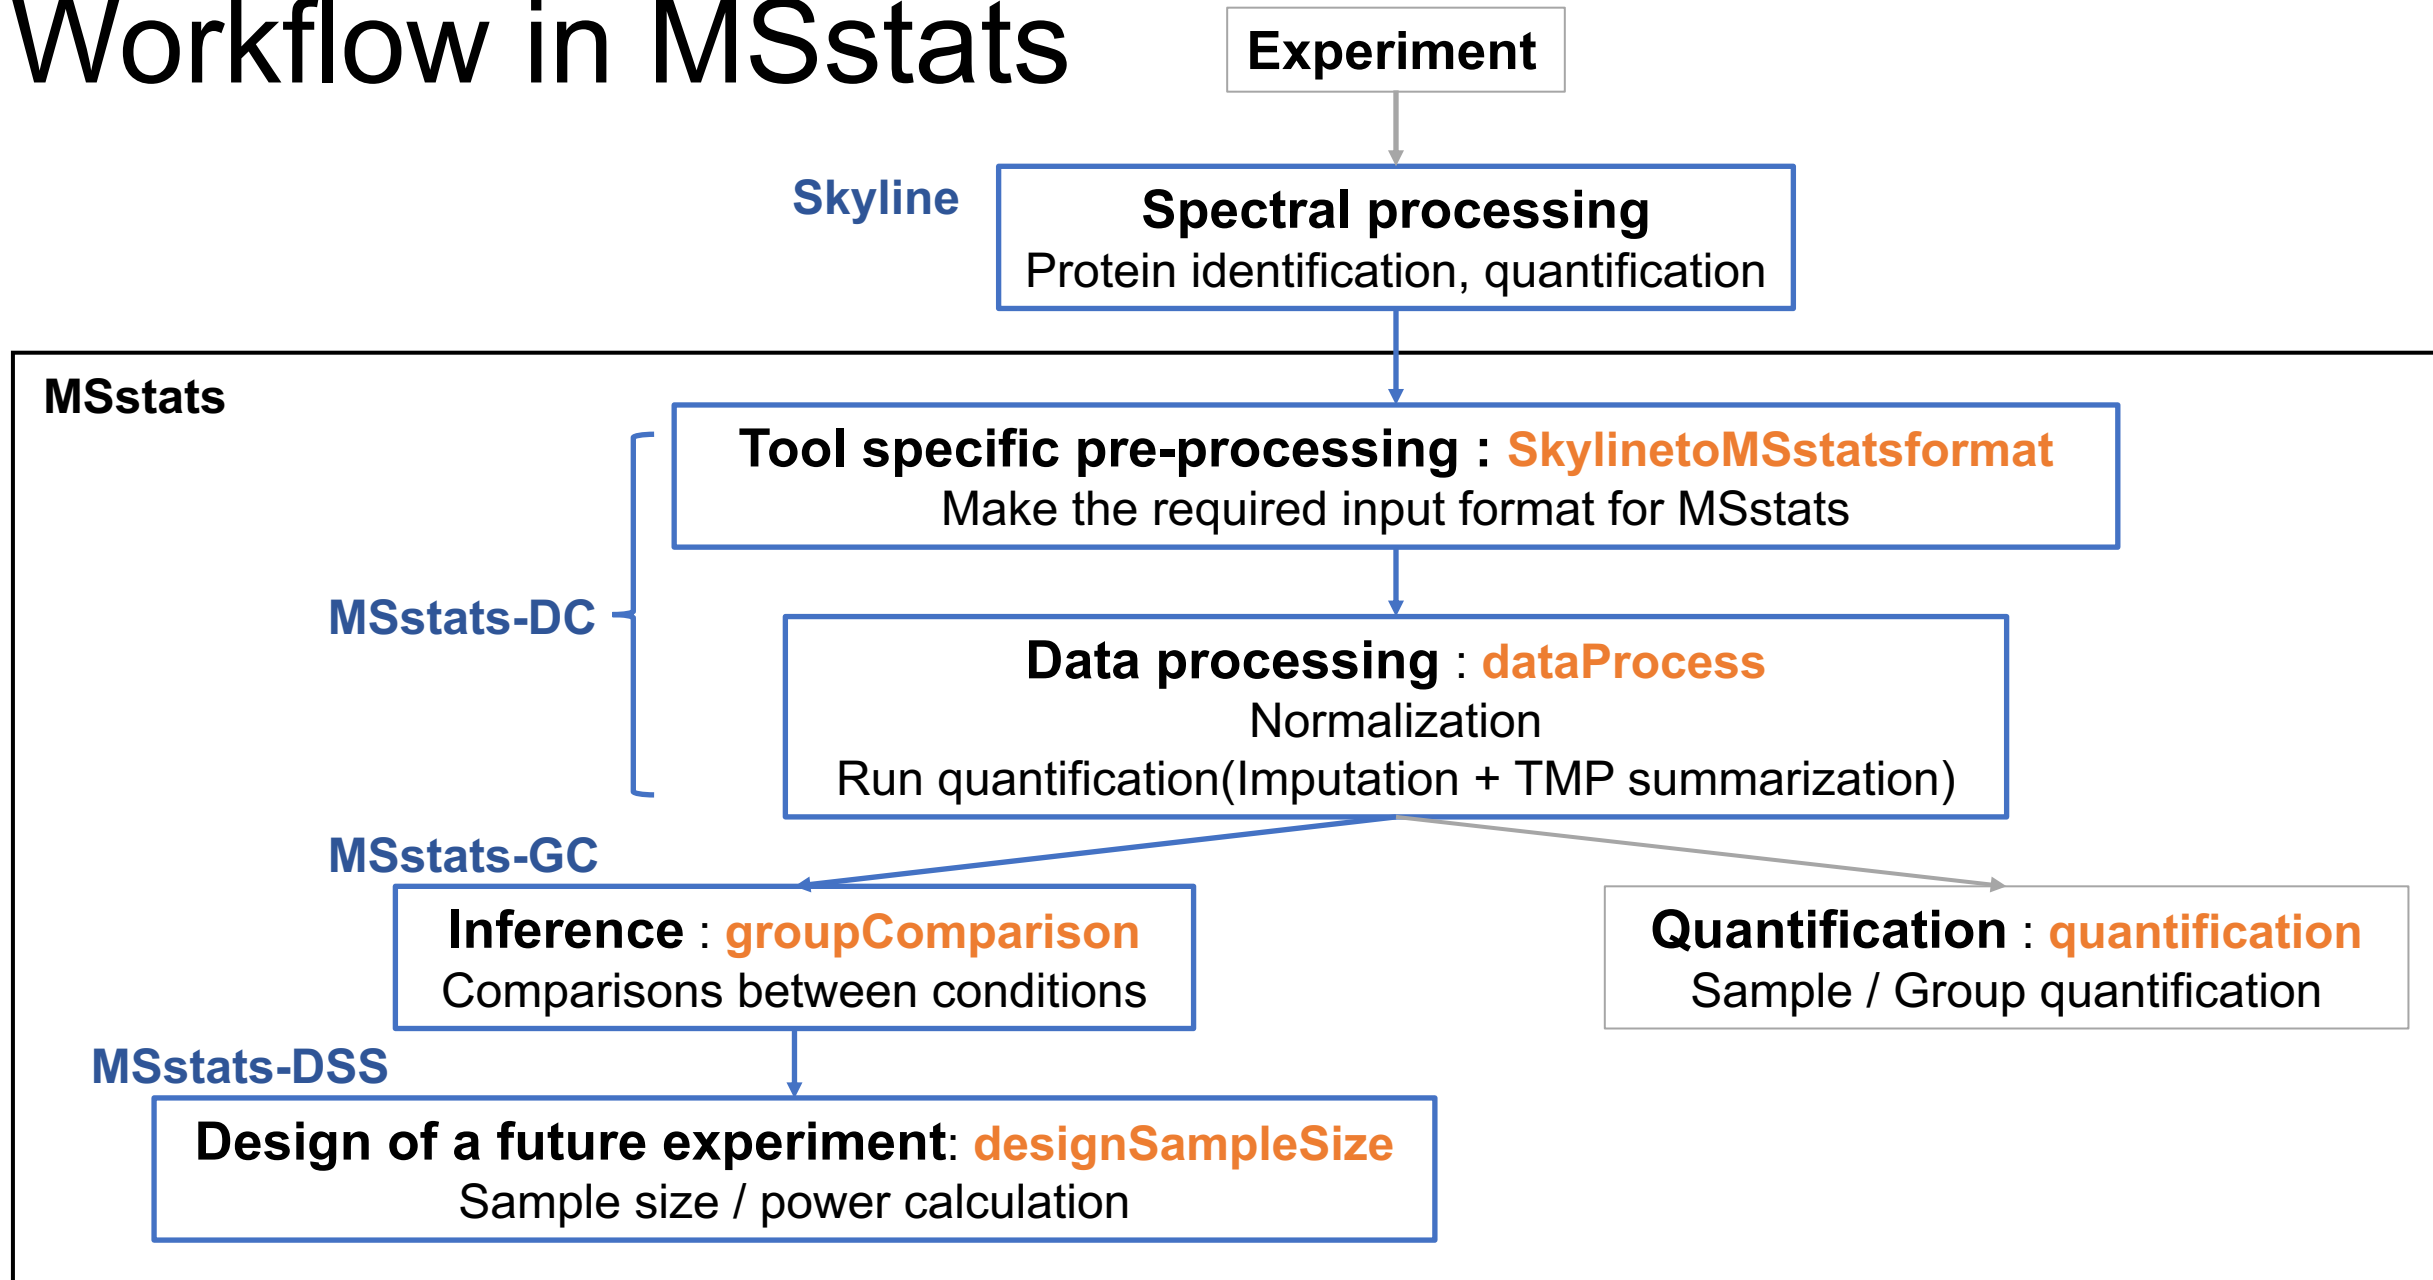 Workflow in MSstats
Experiment
Skyline
Spectral processing
Protein identification, quantification
MSstats
Tool specific pre-processing : SkylinetoMSstatsformat
Make the required input format for MSstats
MSstats-DC
Data processing : dataProcess
Normalization
Run quantification(Imputation + TMP summarization)
MSstats-GC
Inference : groupComparison
Comparisons between conditions
Quantification : quantification
Sample / Group quantification
MSstats-DSS
Design of a future experiment: designSampleSize
Sample size / power calculation